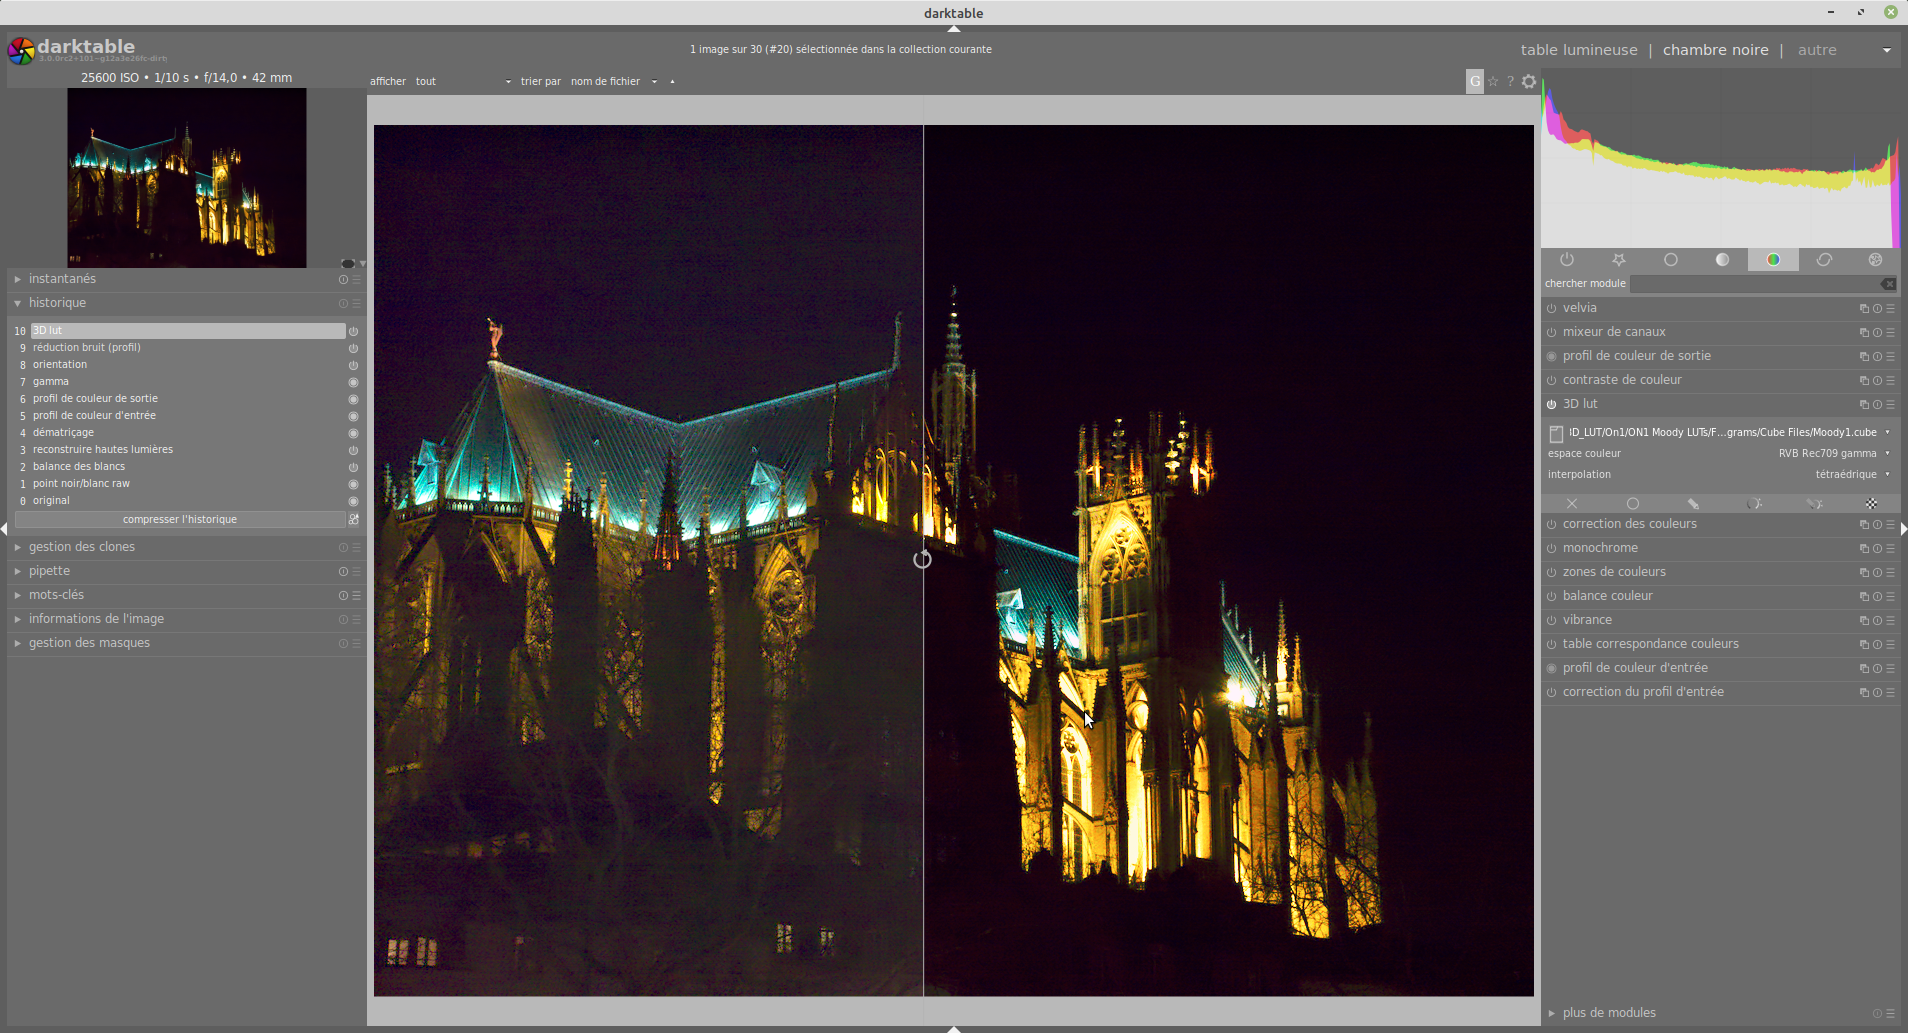 darktable
darktable
3.0.0rc2+101~g12a3e26fc-dirty
1 image sur 30 (#20) sélectionnée dans la collection courante
table lumineuse | chambre noire | autre
25600 ISO • 1/10 s • f/14,0 • 42 mm
afficher tout trier par nom de fichier
G ☆ ?
instantanés
historique
10 3D lut
9 réduction bruit (profil)
8 orientation
7 gamma
6 profil de couleur de sortie
5 profil de couleur d'entrée
4 dématriçage
3 reconstruire hautes lumières
2 balance des blancs
1 point noir/blanc raw
0 original
compresser l'historique
gestion des clones
pipette
mots-clés
informations de l'image
gestion des masques
chercher module
velvia
mixeur de canaux
profil de couleur de sortie
contraste de couleur
3D lut
ID_LUT/On1/ON1 Moody LUTs/F...grams/Cube Files/Moody1.cube
espace couleur RVB Rec709 gamma
interpolation tétraédrique
correction des couleurs
monochrome
zones de couleurs
balance couleur
vibrance
table correspondance couleurs
profil de couleur d'entrée
correction du profil d'entrée
plus de modules